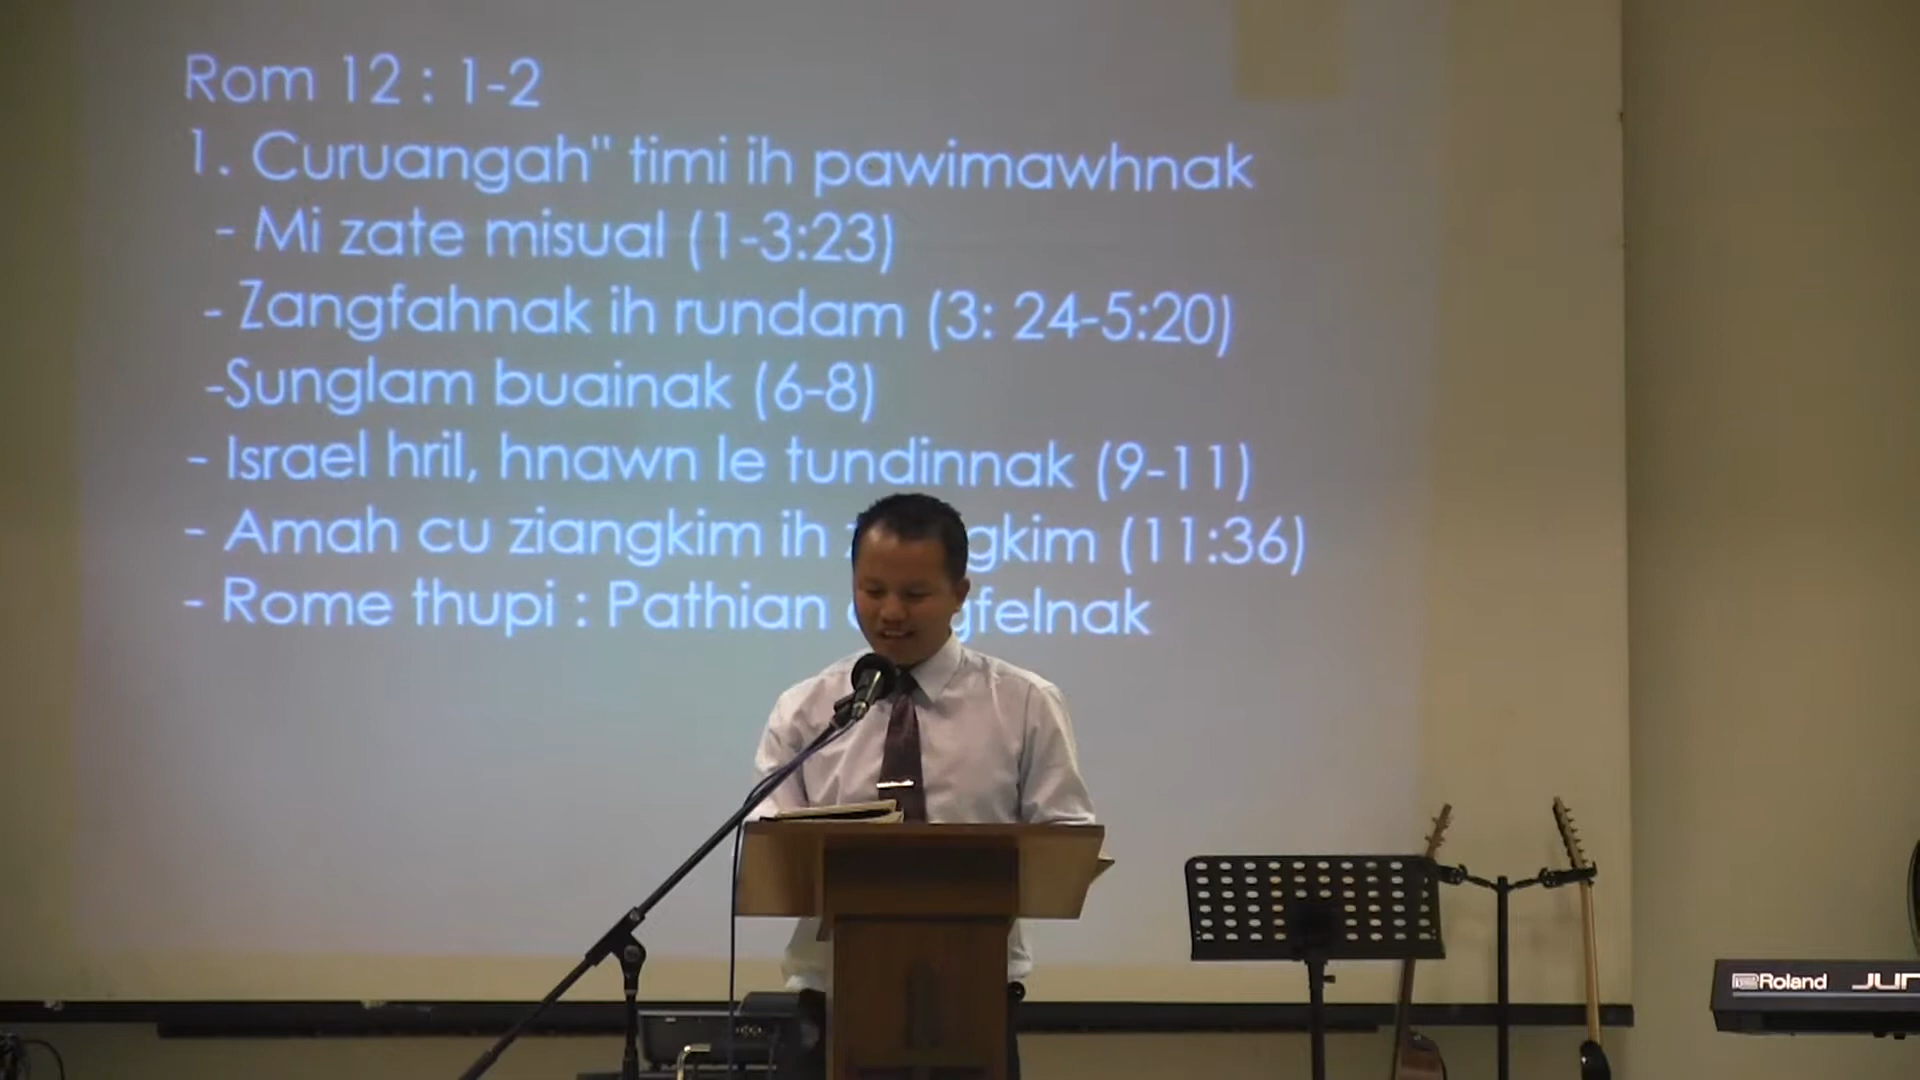 Rom 12 : 1-2
1. Curuangah" timi ih pawimawhnak
- Mi zate misual (1-3:23)
- Zangfahnak ih rundam (3: 24-5:20)
-Sunglam buainak (6-8)
- Israel hril, hnawn le tundinnak (9-11)
- Amah cu ziangkim ih gkim (11:36)
- Rome thupi : Pathian gfelnak
Roland